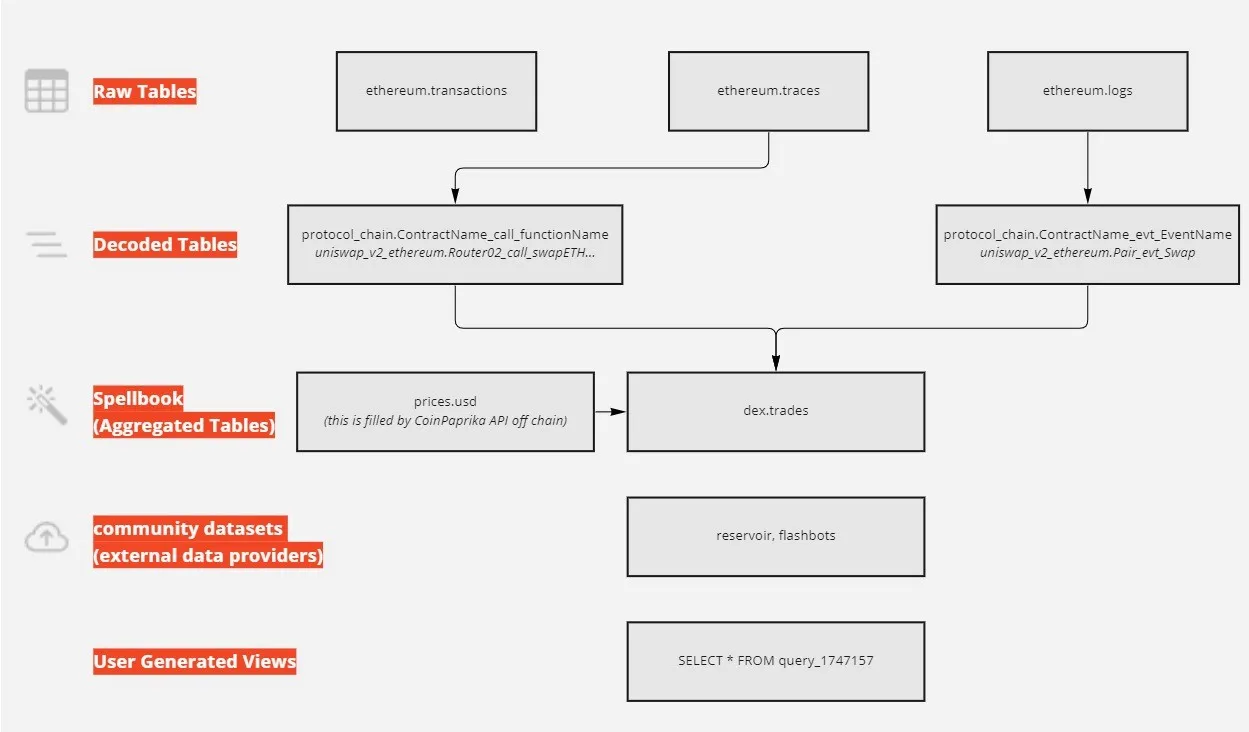 Raw Tables
ethereum.transactions
ethereum.traces
ethereum.logs
Decoded Tables
protocol_chain.ContractName_call_functionName
uniswap_v2_ethereum.Router02_call_swapETH...
protocol_chain.ContractName_evt_EventName
uniswap_v2_ethereum.Pair_evt_Swap
Spellbook
(Aggregated Tables)
prices.usd
(this is filled by CoinPaprika API off chain)
dex.trades
community datasets
(external data providers)
reservoir, flashbots
User Generated Views
SELECT * FROM query_1747157